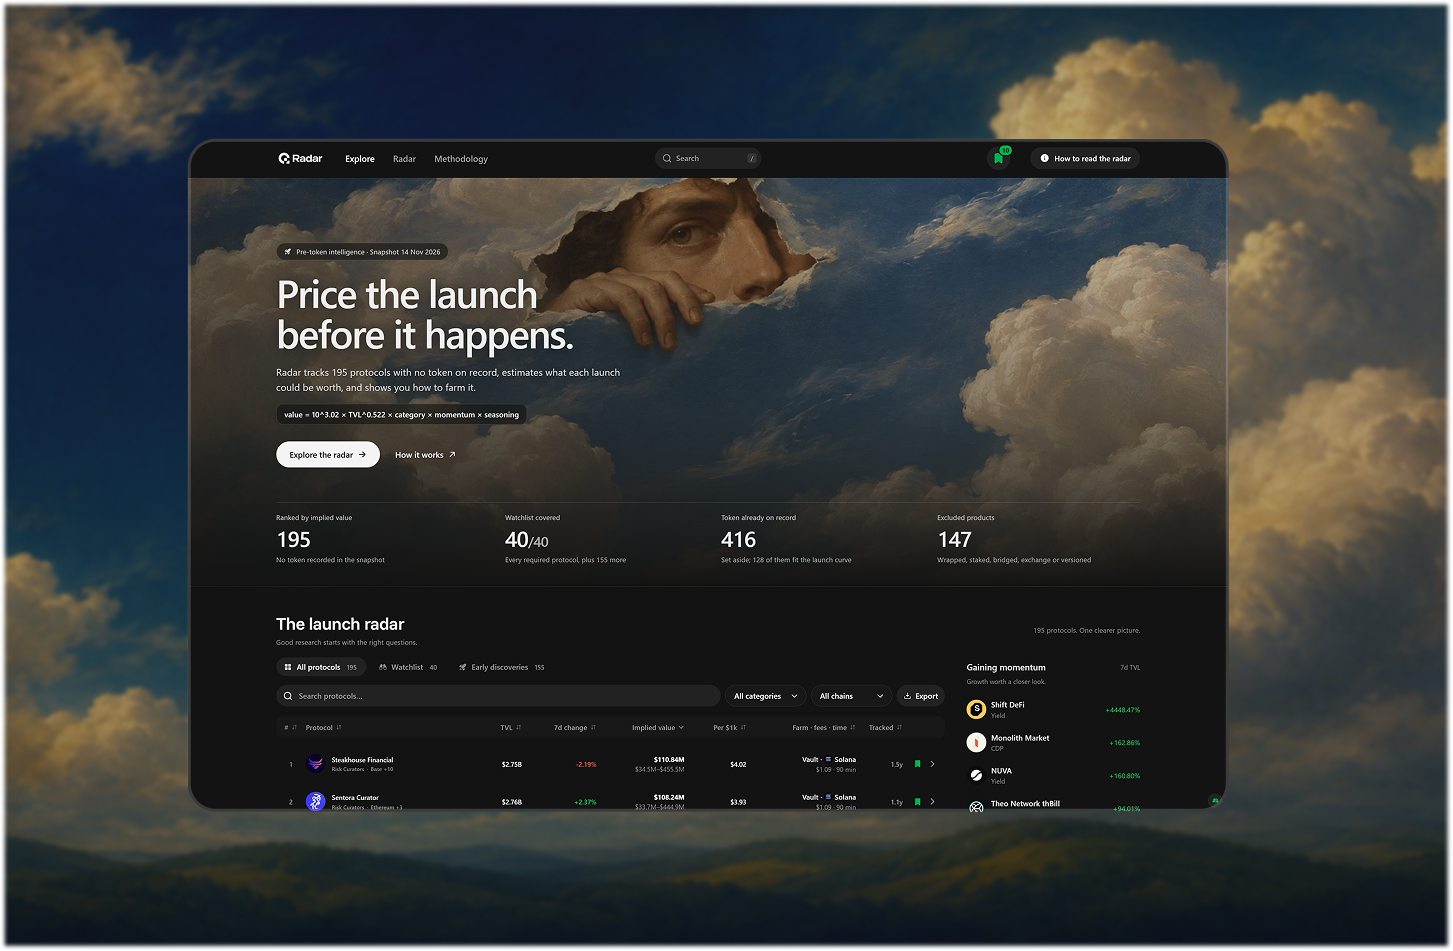 Radar
Explore
Radar
Methodology
Search
/
10
How to read the radar
Pre-token intelligence · Snapshot 14 Nov 2026
Price the launch
before it happens.
Radar tracks 195 protocols with no token on record, estimates what each launch
could be worth, and shows you how to farm it.
value = 10^3.02 × TVL^0.522 × category × momentum × seasoning
Explore the radar →
How it works ↗
Ranked by implied value
195
No token recorded in the snapshot
Watchlist covered
40/40
Every required protocol, plus 155 more
Token already on record
416
Set aside; 128 of them fit the launch curve
Excluded products
147
Wrapped, staked, bridged, exchange or versioned
The launch radar
Good research starts with the right questions.
195 protocols. One clearer picture.
All protocols 195
Watchlist 40
Early discoveries 155
Search protocols...
All categories
All chains
Export
# Protocol TVL 7d change Implied value Per $1k Farm · fees · time Tracked
1 Steakhouse Financial $2.75B -2.19% $110.84M $4.02 Vault · Solana 1.5y
Risk Curators · Base +10 $34.5M–$455.5M $1.09 · 90 min
2 Sentora Curator $2.76B +2.37% $108.24M $3.93 Vault · Solana 1.1y
Risk Curators · Ethereum +3 $33.7M–$444.9M $1.09 · 90 min
Gaining momentum
7d TVL
Growth worth a closer look.
Shift DeFi
Yield
+4448.47%
Monolith Market
CDP
+162.86%
NUVA
Yield
+160.80%
Theo Network thBill
+94.01%